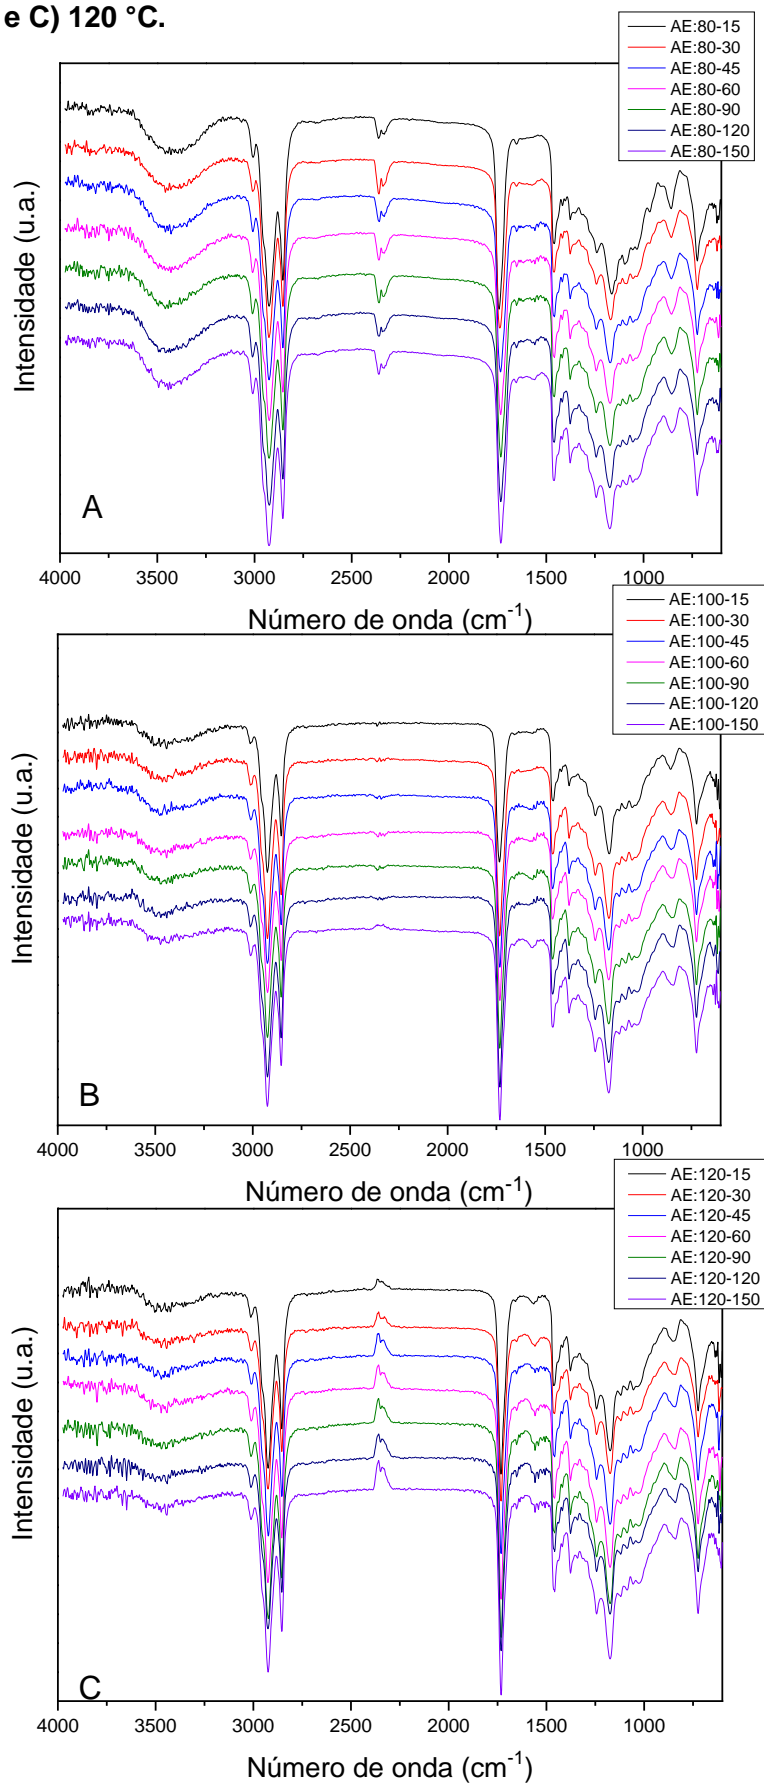 e C) 120 °C.
AE:80-15
AE:80-30
AE:80-45
AE:80-60
AE:80-90
AE:80-120
AE:80-150
Intensidade (u.a.)
A
4000 3500 3000 2500 2000 1500 1000
Número de onda (cm⁻¹)
AE:100-15
AE:100-30
AE:100-45
AE:100-60
AE:100-90
AE:100-120
AE:100-150
Intensidade (u.a.)
B
4000 3500 3000 2500 2000 1500 1000
Número de onda (cm⁻¹)
AE:120-15
AE:120-30
AE:120-45
AE:120-60
AE:120-90
AE:120-120
AE:120-150
Intensidade (u.a.)
C
4000 3500 3000 2500 2000 1500 1000
Número de onda (cm⁻¹)